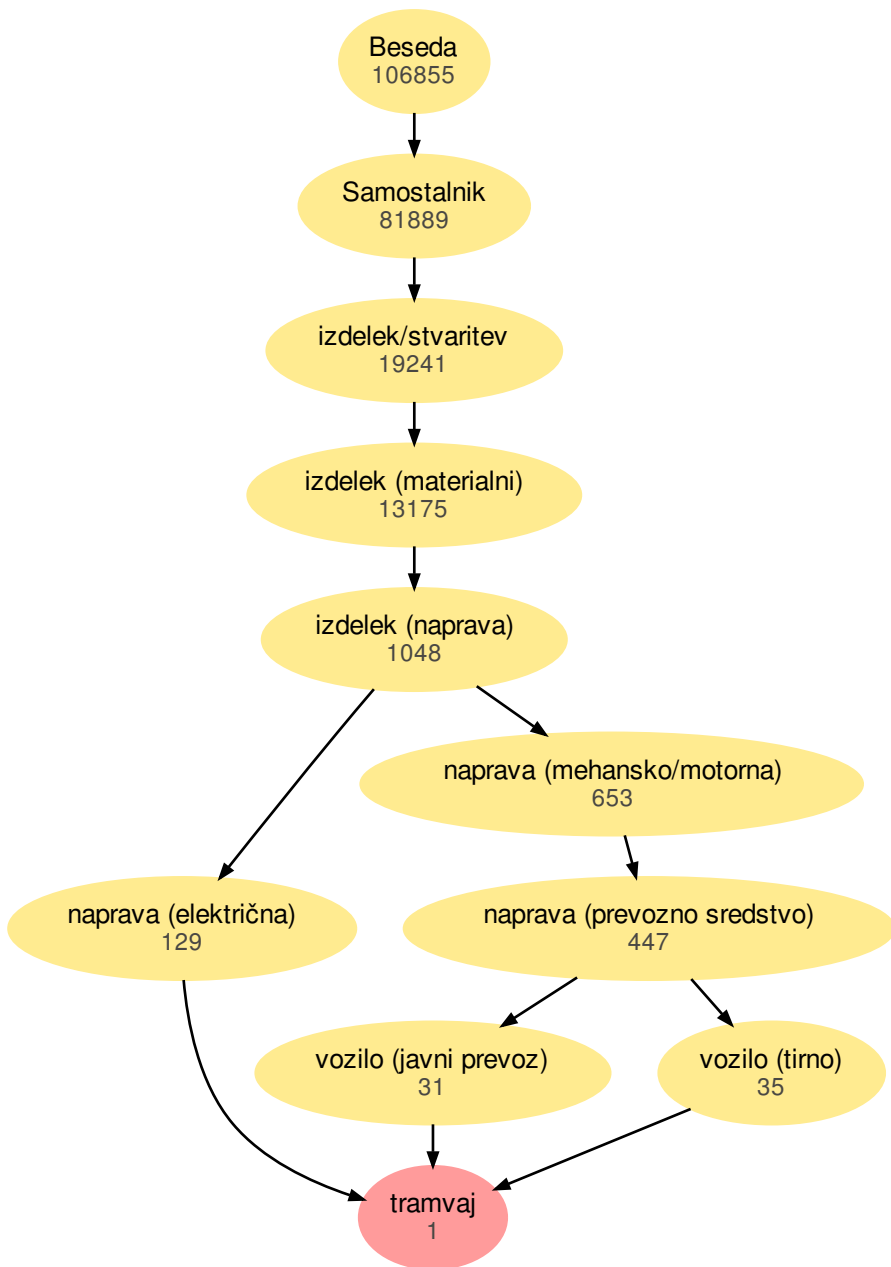 Beseda
106855
Samostalnik
81889
izdelek/stvaritev
19241
izdelek (materialni)
13175
izdelek (naprava)
1048
naprava (mehansko/motorna)
653
naprava (električna)
129
naprava (prevozno sredstvo)
447
vozilo (javni prevoz)
31
vozilo (tirno)
35
tramvaj
1